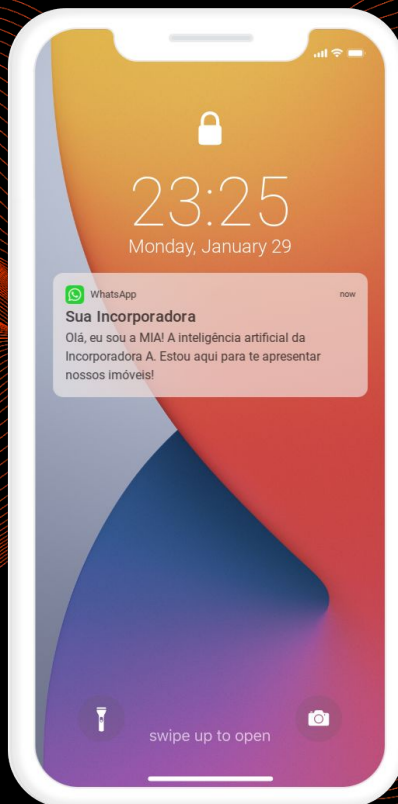 23:25
Monday, January 29
WhatsApp now
Sua Incorporadora
Olá, eu sou a MIA! A inteligência artificial da
Incorporadora A. Estou aqui para te apresentar
nossos imóveis!
swipe up to open